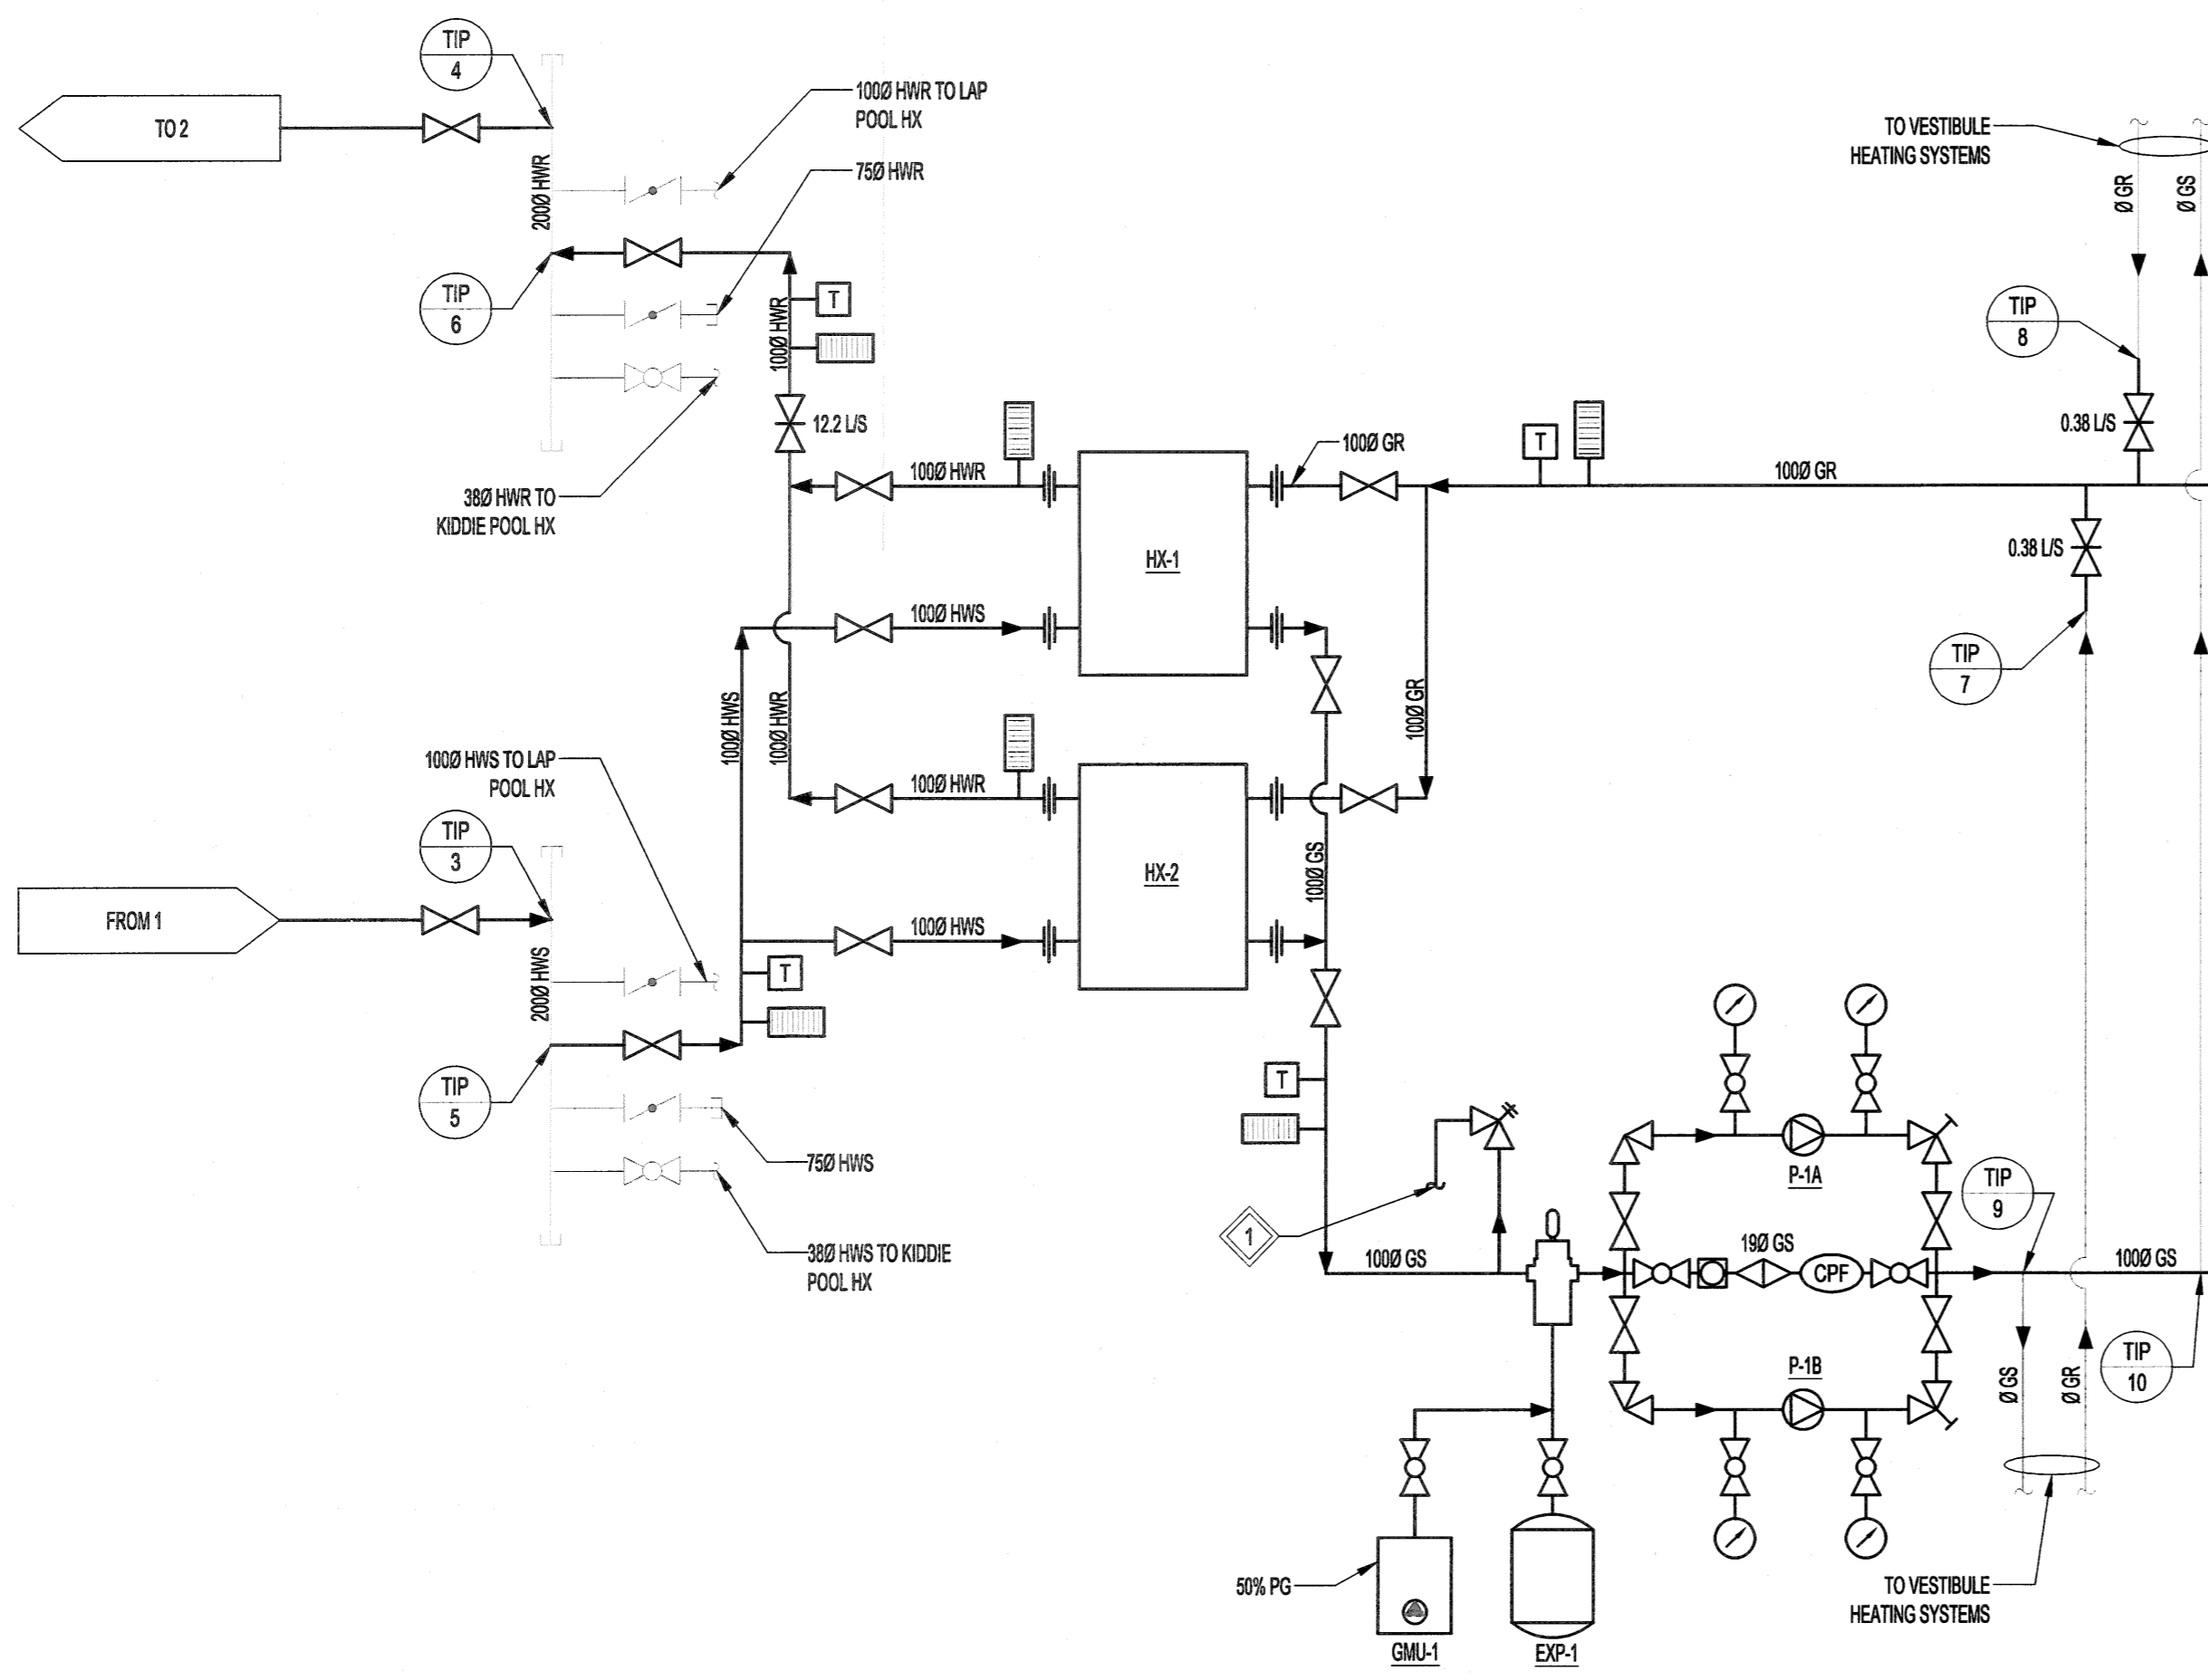 TIP
4
TO 2
100Ø HWR TO LAP
POOL HX
75Ø HWR
200Ø HWR
TIP
6
T
100Ø HWR
12.2 L/S
38Ø HWR TO
KIDDIE POOL HX
100Ø HWR
100Ø GR
T
100Ø GR
TO VESTIBULE
HEATING SYSTEMS
Ø GR
Ø GS
TIP
8
0.38 L/S
0.38 L/S
TIP
7
HX-1
100Ø HWS
100Ø HWS
100Ø HWR
100Ø GR
100Ø HWS TO LAP
POOL HX
100Ø HWR
TIP
3
HX-2
100Ø GS
FROM 1
100Ø HWS
200Ø HWS
T
TIP
5
75Ø HWS
38Ø HWS TO KIDDIE
POOL HX
T
1
100Ø GS
P-1A
19Ø GS
CPF
TIP
9
100Ø GS
P-1B
Ø GS
Ø GR
TIP
10
50% PG
GMU-1
EXP-1
TO VESTIBULE
HEATING SYSTEMS